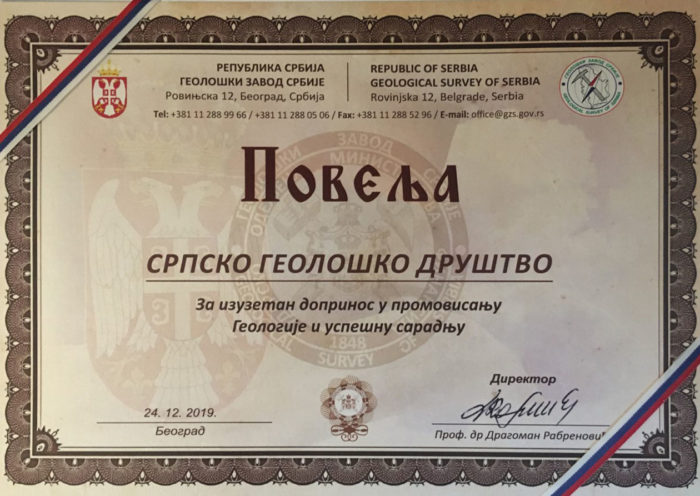 РЕПУБЛИКА СРБИЈА
ГЕОЛОШКИ ЗАВОД СРБИЈЕ
Ровињска 12, Београд, Србија
REPUBLIC OF SERBIA
GEOLOGICAL SURVEY OF SERBIA
Rovinjska 12, Belgrade, Serbia
Tel: +381 11 288 99 66 / +381 11 288 05 06 / Fax: +381 11 288 52 96 / E-mail: office@gzs.gov.rs
ПОВЕЉА
СРПСКО ГЕОЛОШКО ДРУШТВО
За изузетан допринос у промовисању
Геологије и успешну сарадњу
1848
SURVEY
Директор
24. 12. 2019.
Београд
Проф. др Драгоман